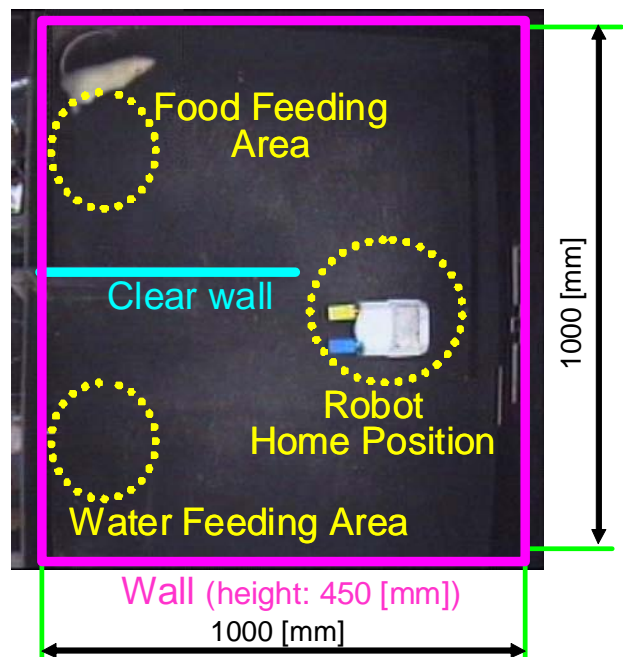 Food Feeding
Area
Clear wall
Robot
Home Position
Water Feeding Area
Wall (height: 450 [mm])
1000 [mm]
1000 [mm]